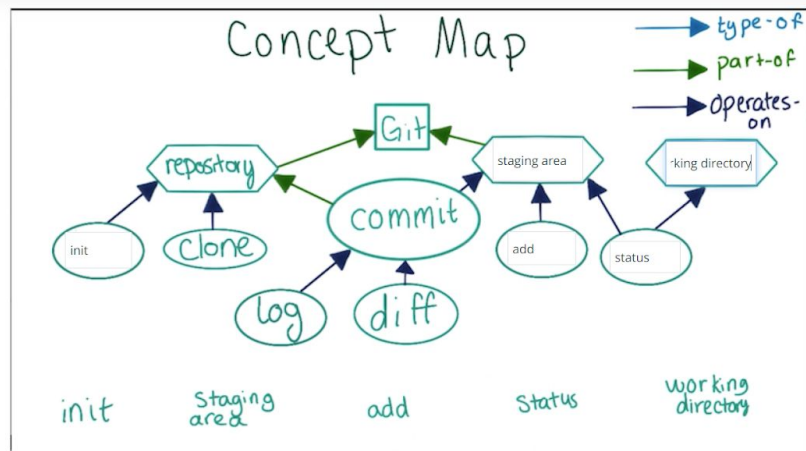 Concept Map
type-of
part-of
operates-
on
Git
repository
staging area
king directory
commit
init
clone
add
status
log
diff
init
Staging
area
add
Status
working
directory